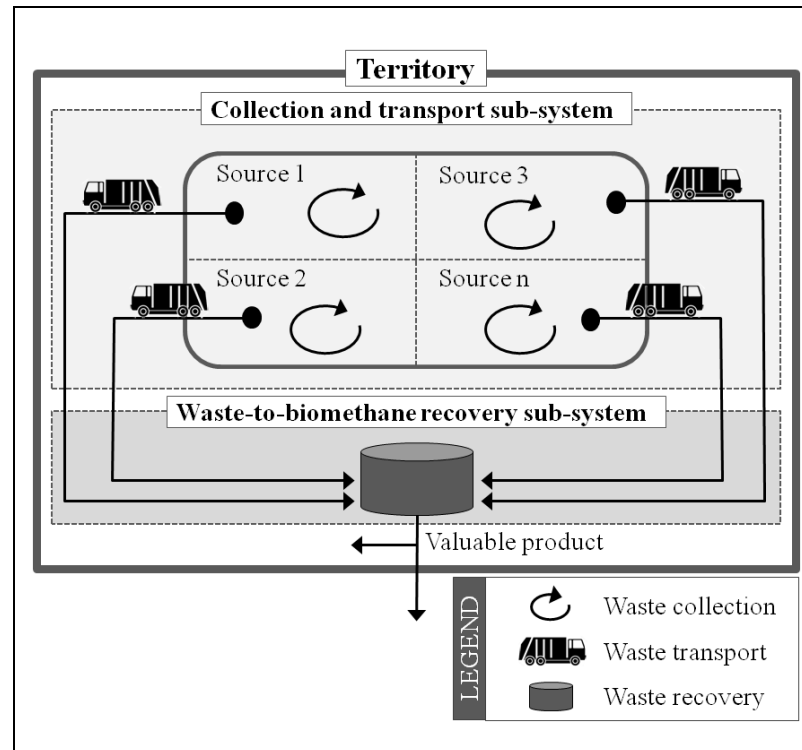 Territory
Collection and transport sub-system
Source 1
Source 3
Source 2
Source n
Waste-to-biomethane recovery sub-system
Valuable product
LEGEND
Waste collection
Waste transport
Waste recovery